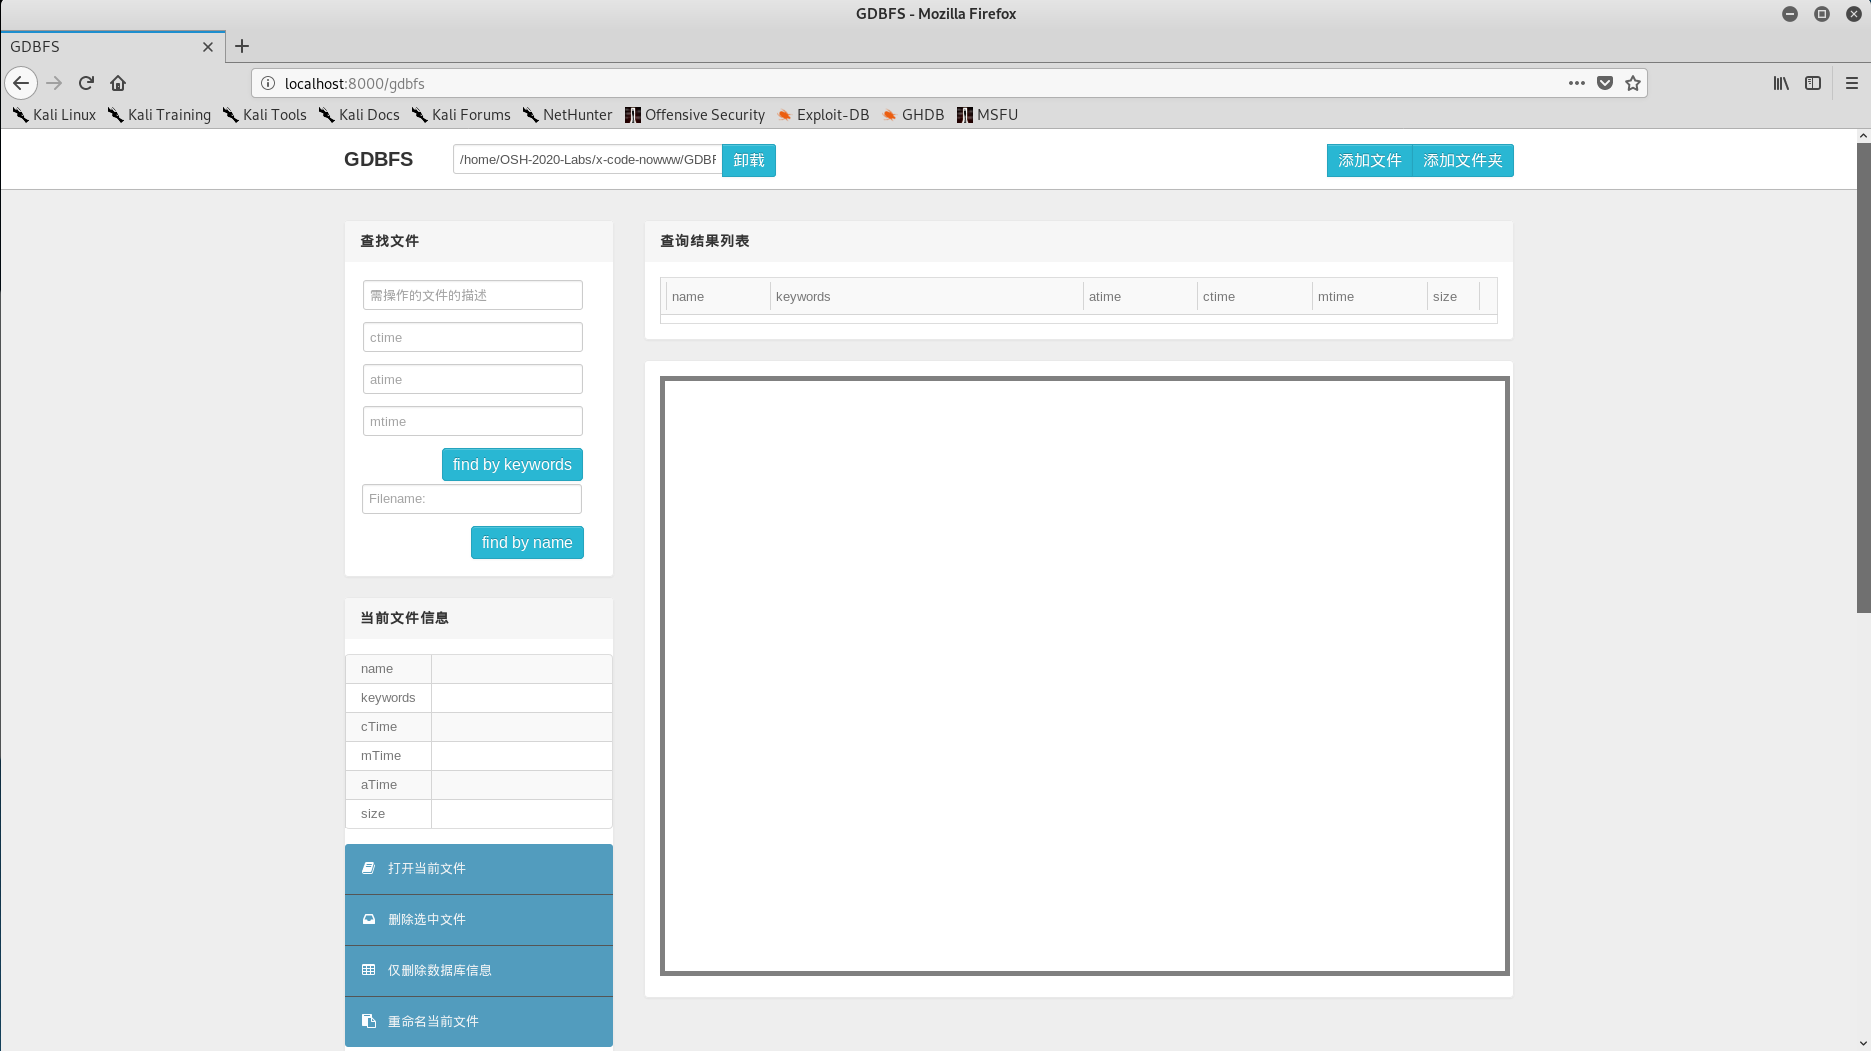 GDBFS - Mozilla Firefox
GDBFS
localhost:8000/gdbfs
Kali Linux Kali Training Kali Tools Kali Docs Kali Forums NetHunter Offensive Security Exploit-DB GHDB MSFU
GDBFS /home/OSH-2020-Labs/x-code-nowww/GDBF 卸载 添加文件 添加文件夹
查找文件
需操作的文件的描述
ctime
atime
mtime
find by keywords
Filename:
find by name
查询结果列表
name keywords atime ctime mtime size
当前文件信息
name
keywords
cTime
mTime
aTime
size
打开当前文件
删除选中文件
仅删除数据库信息
重命名当前文件